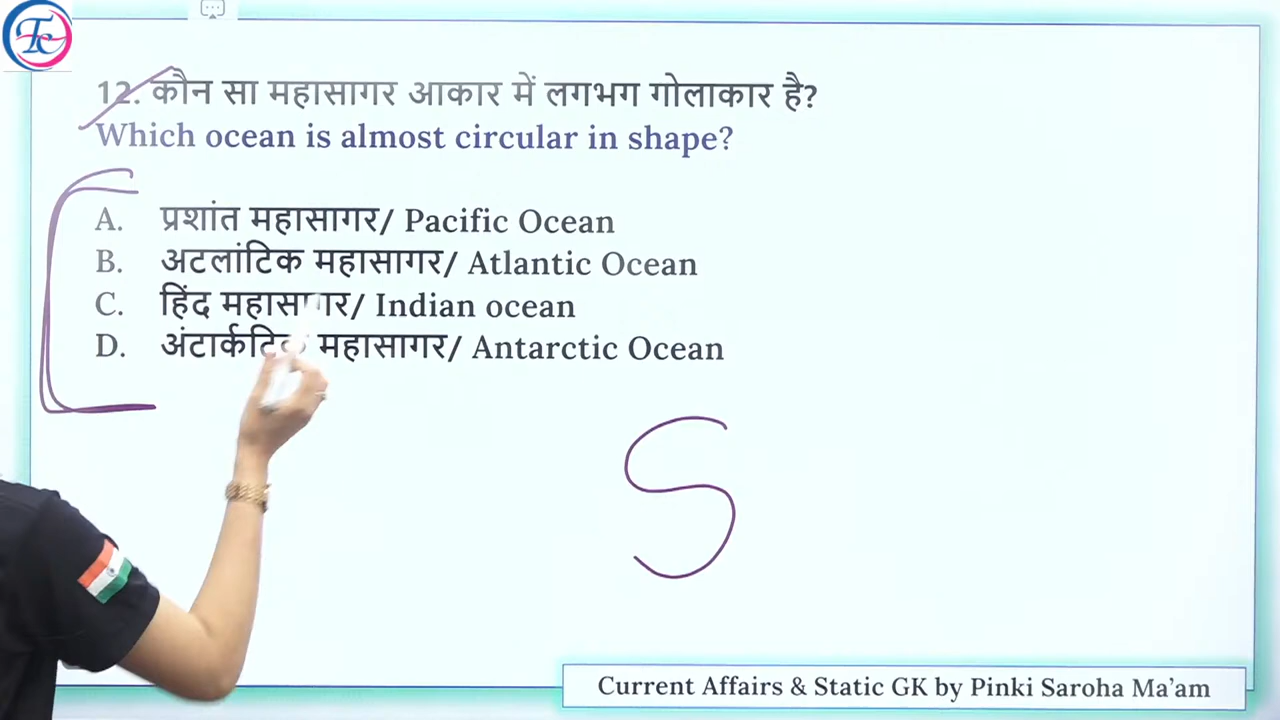 Tc
12. कौन सा महासागर आकार में लगभग गोलाकार है?
Which ocean is almost circular in shape?
A. प्रशांत महासागर/ Pacific Ocean
B. अटलांटिक महासागर/ Atlantic Ocean
C. हिंद महासागर/ Indian ocean
D. अंटार्कटिक महासागर/ Antarctic Ocean
S
Current Affairs & Static GK by Pinki Saroha Ma'am